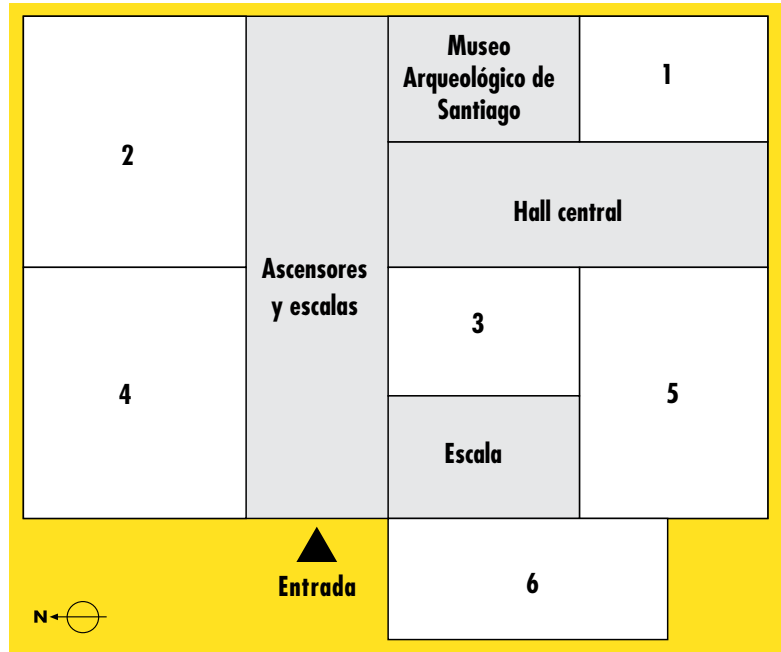 Museo
Arqueológico de
Santiago
1
2
Hall central
Ascensores
y escalas
3
4
5
Escala
Entrada
6
N